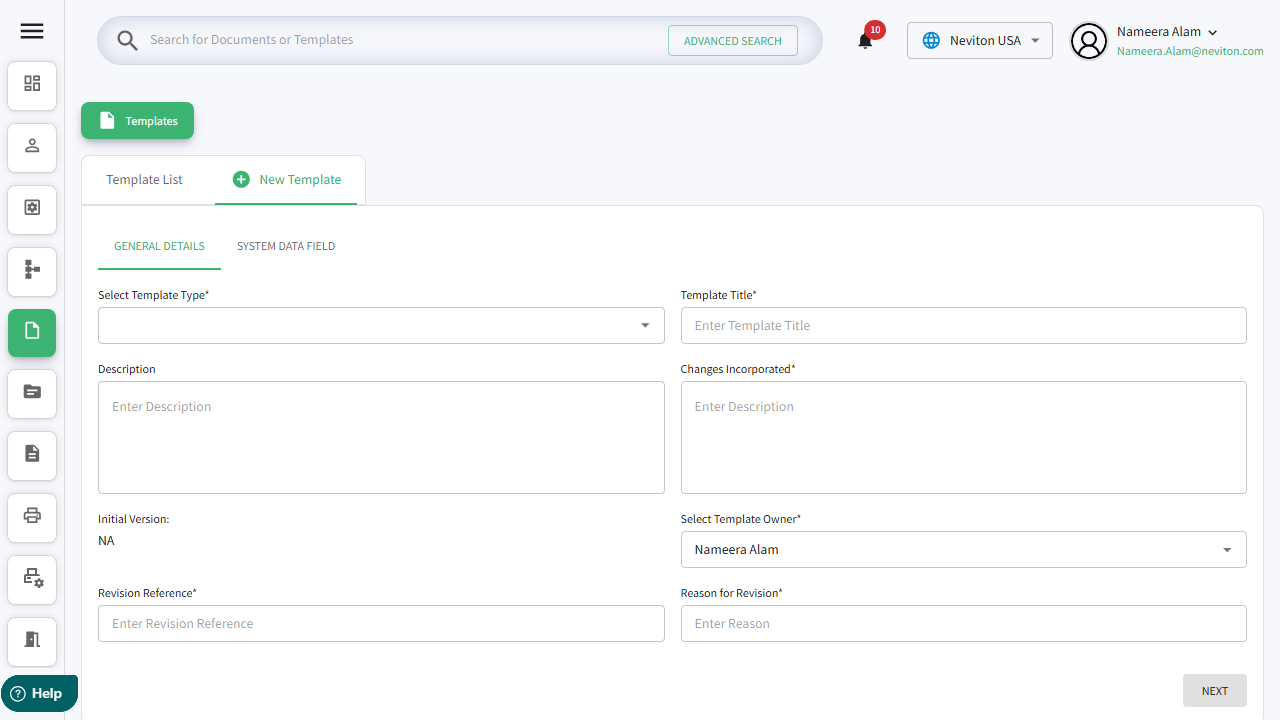 Search for Documents or Templates
ADVANCED SEARCH
10
Neviton USA
Nameera Alam
Nameera.Alam@neviton.com
Templates
Template List
New Template
GENERAL DETAILS
SYSTEM DATA FIELD
Select Template Type*
Template Title*
Enter Template Title
Description
Changes Incorporated*
Enter Description
Enter Description
Initial Version:
NA
Select Template Owner*
Nameera Alam
Revision Reference*
Reason for Revision*
Enter Revision Reference
Enter Reason
NEXT
Help